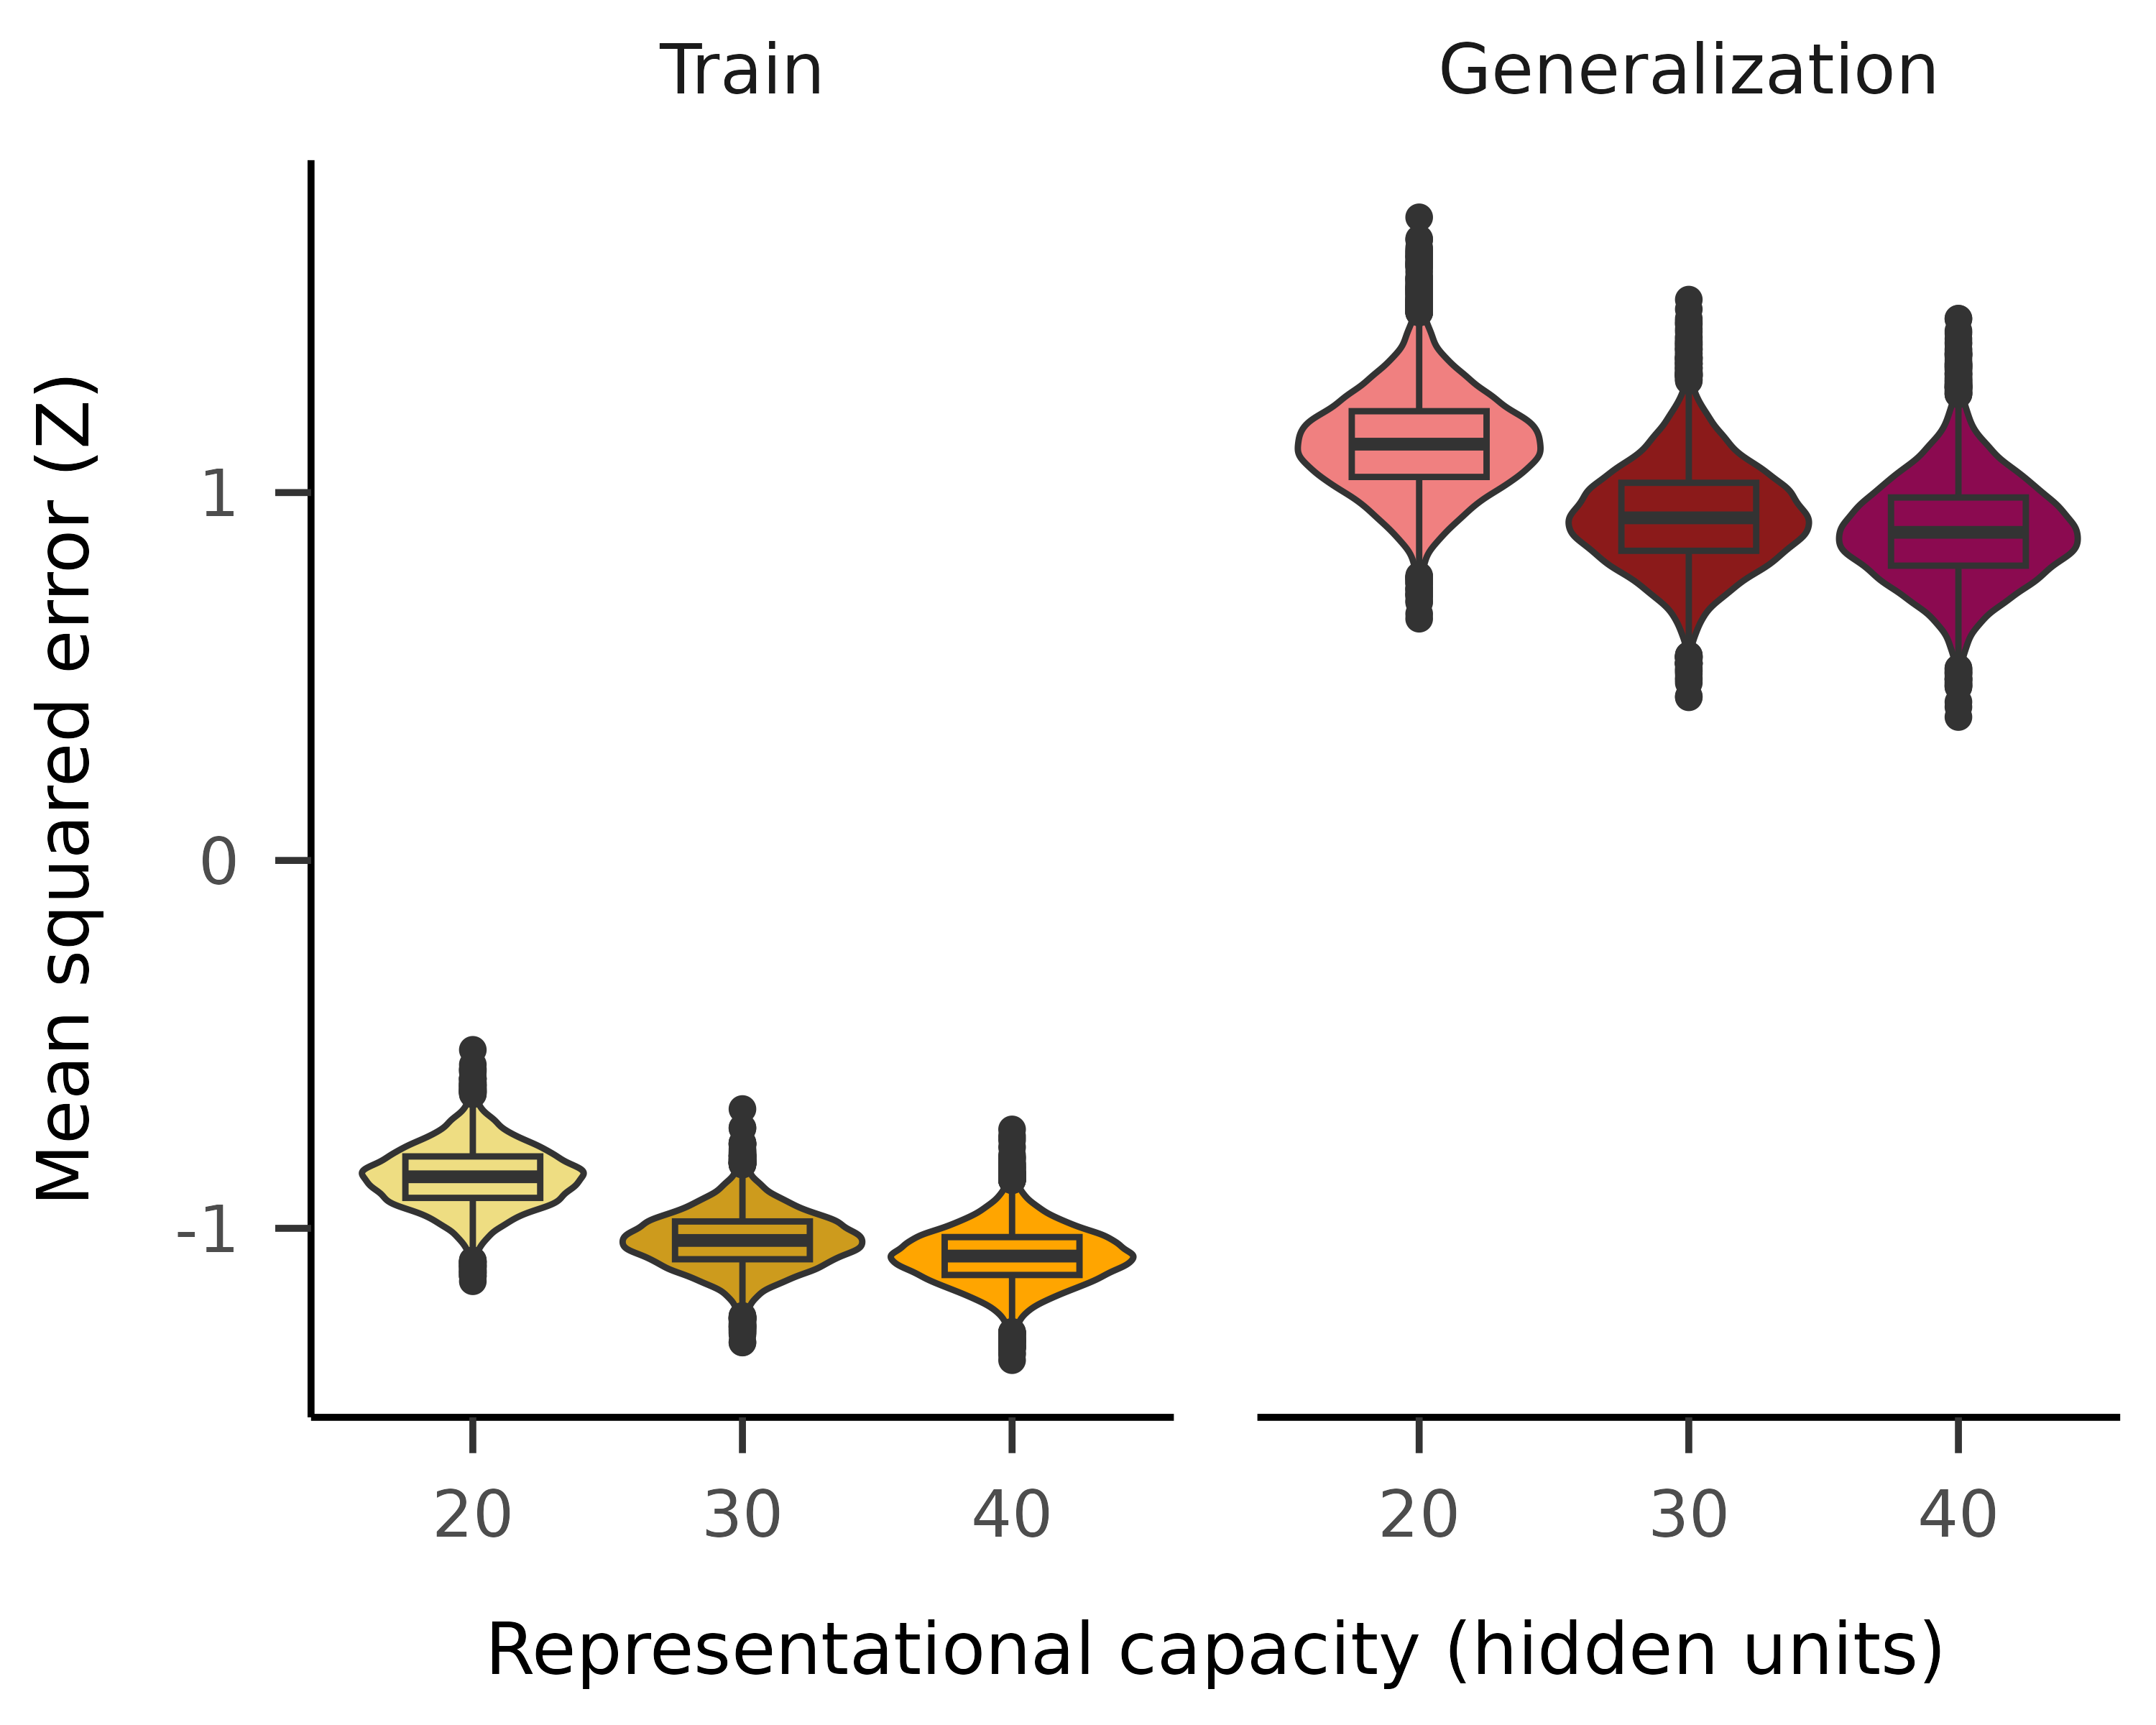 Train
Generalization
Mean squared error (Z)
1
0
-1
20 30 40
20 30 40
Representational capacity (hidden units)